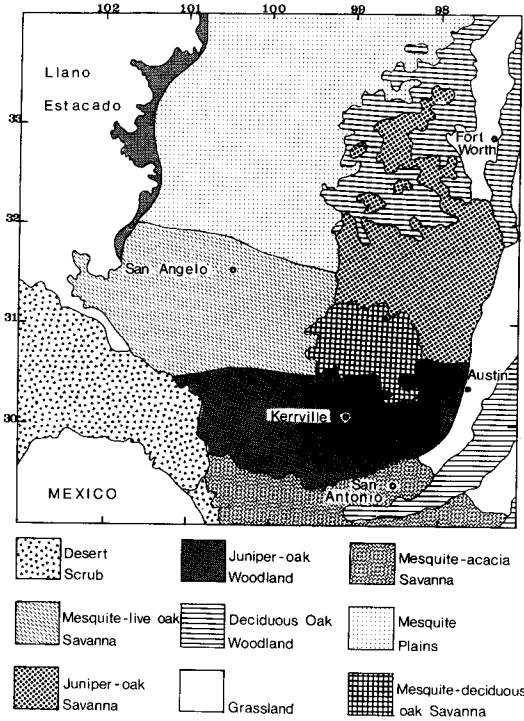 102 101 100 99 98
Llano
Estacado
33
Fort
Worth
32
San Angelo
31
Austin
30
Kerrville
San
Antonio
MEXICO
Desert
Scrub
Juniper-oak
Woodland
Mesquite-acacia
Savanna
Mesquite-live oak
Savanna
Deciduous Oak
Woodland
Mesquite
Plains
Juniper-oak
Savanna
Grassland
Mesquite-deciduous
oak Savanna